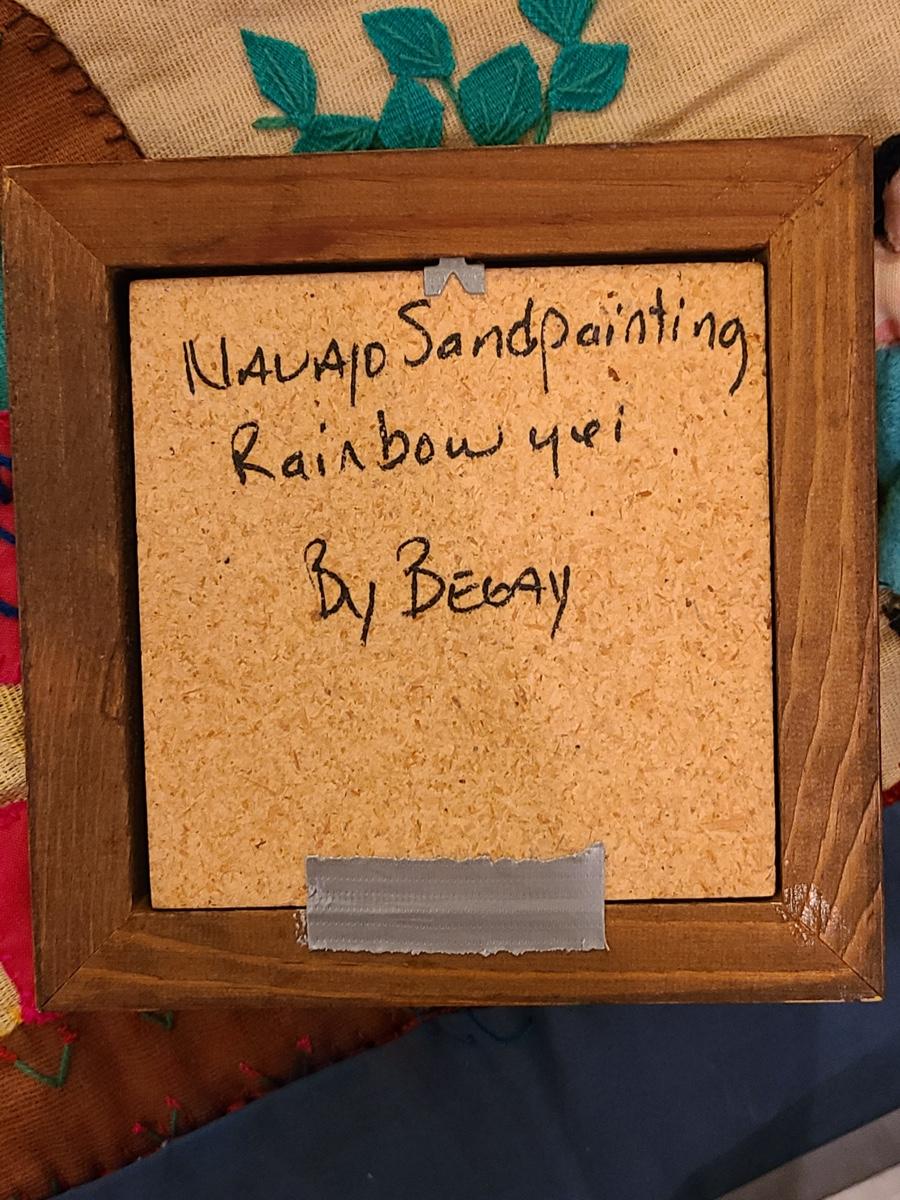 NAVAJO Sandpainting
Rainbow yei
By BEGAY